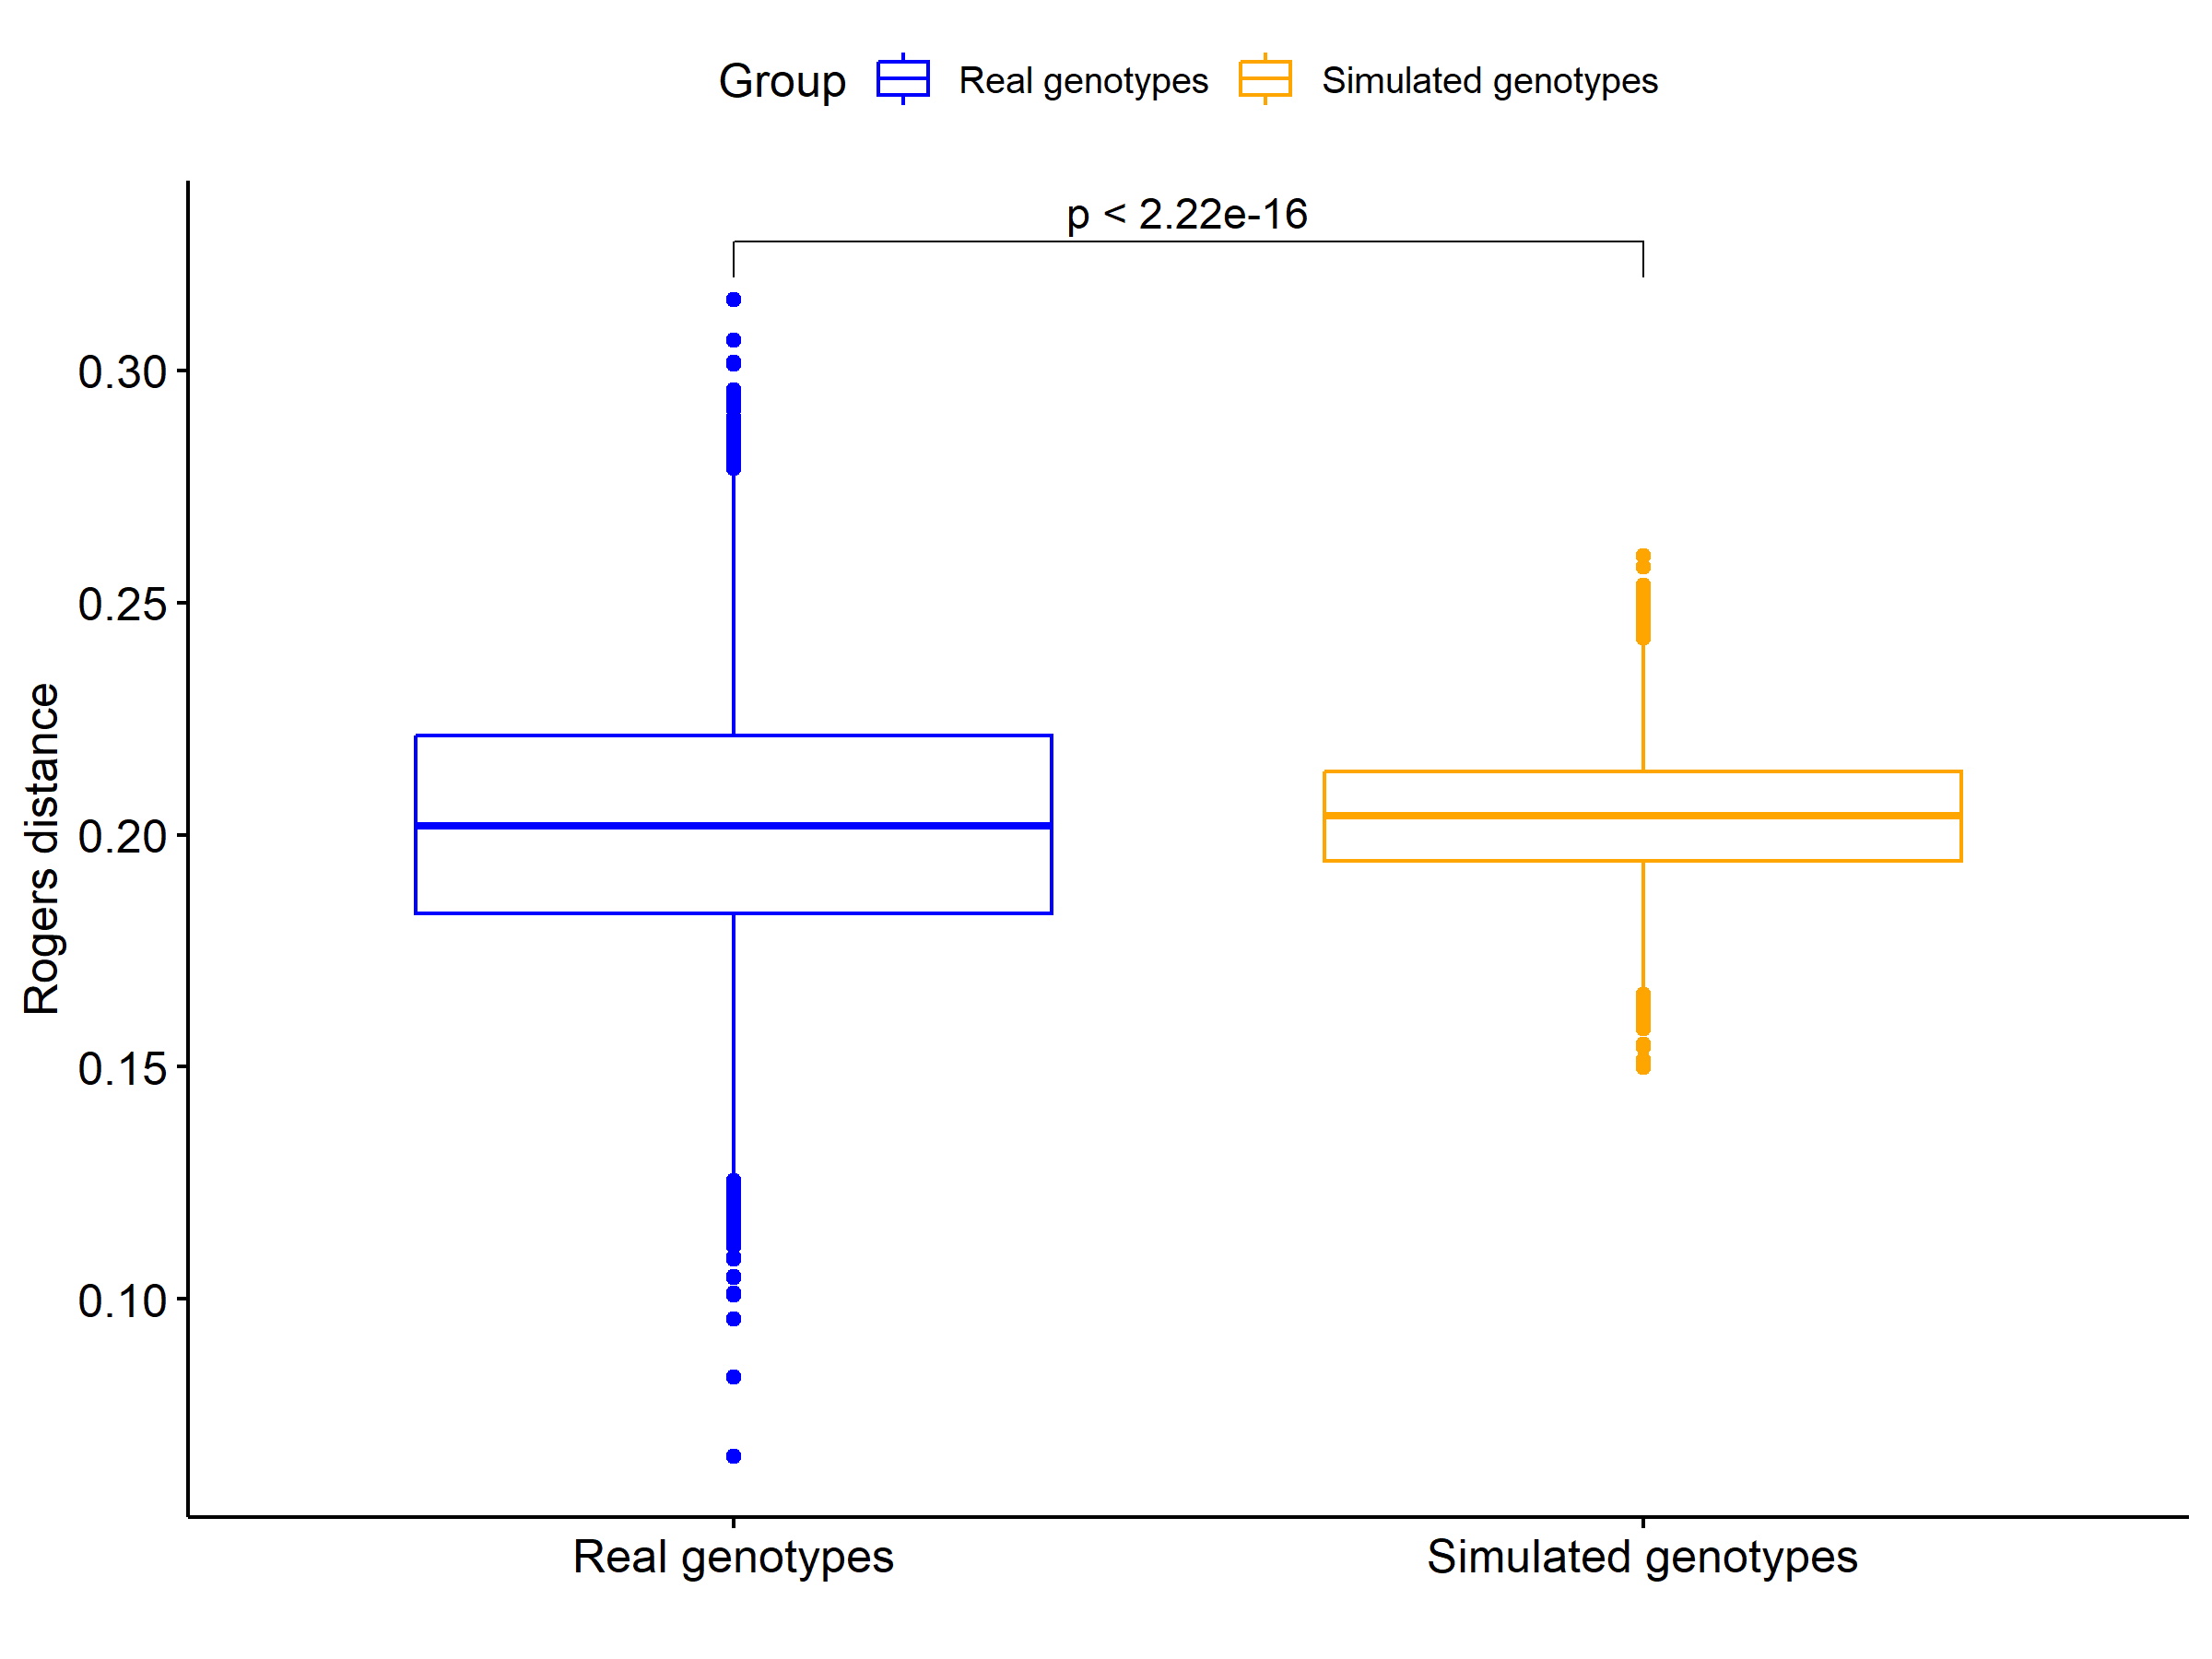 Group Real genotypes Simulated genotypes
p < 2.22e-16
0.30
0.25
0.20
0.15
0.10
Rogers distance
Real genotypes Simulated genotypes